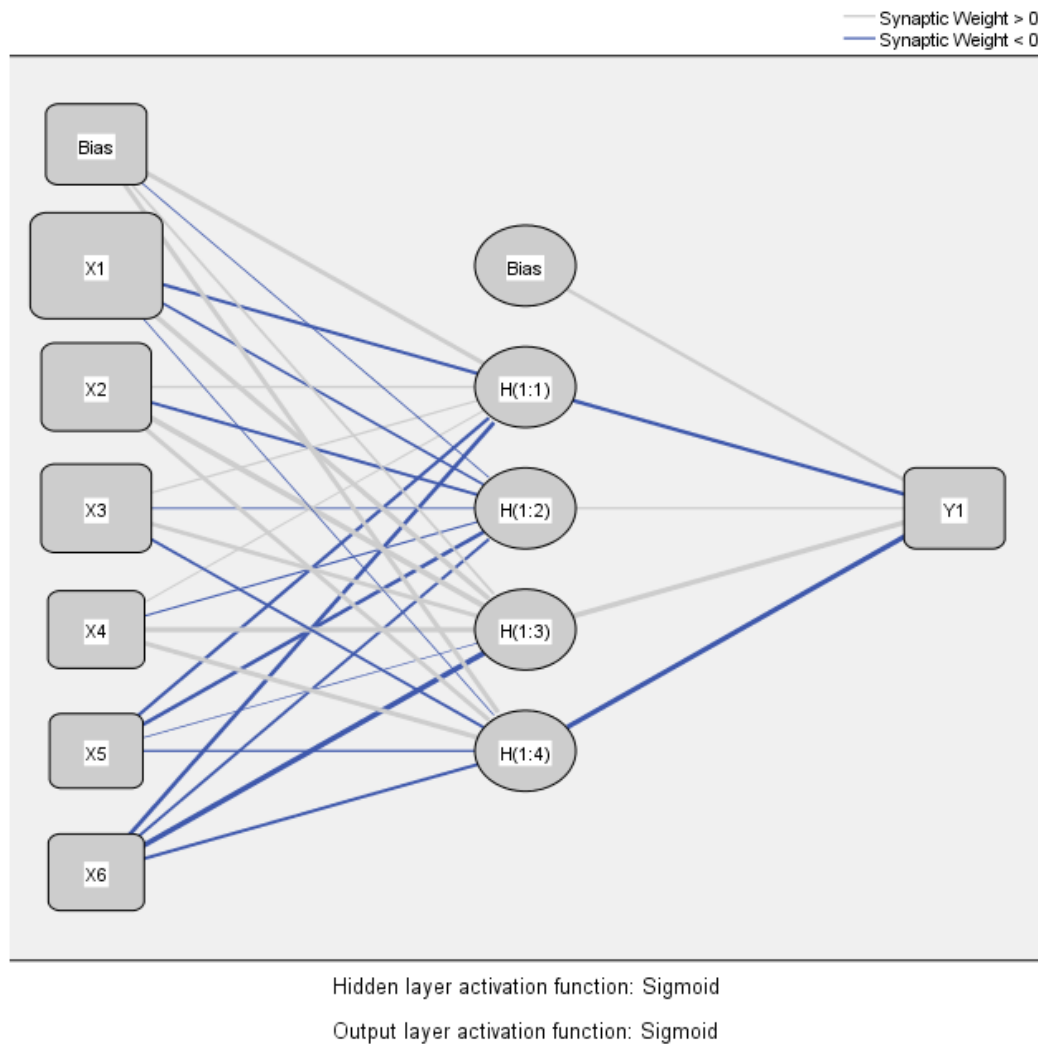 Synaptic Weight > 0
Synaptic Weight < 0
Bias
X1
X2
X3
X4
X5
X6
Bias
H(1:1)
H(1:2)
H(1:3)
H(1:4)
Y1
Hidden layer activation function: Sigmoid
Output layer activation function: Sigmoid